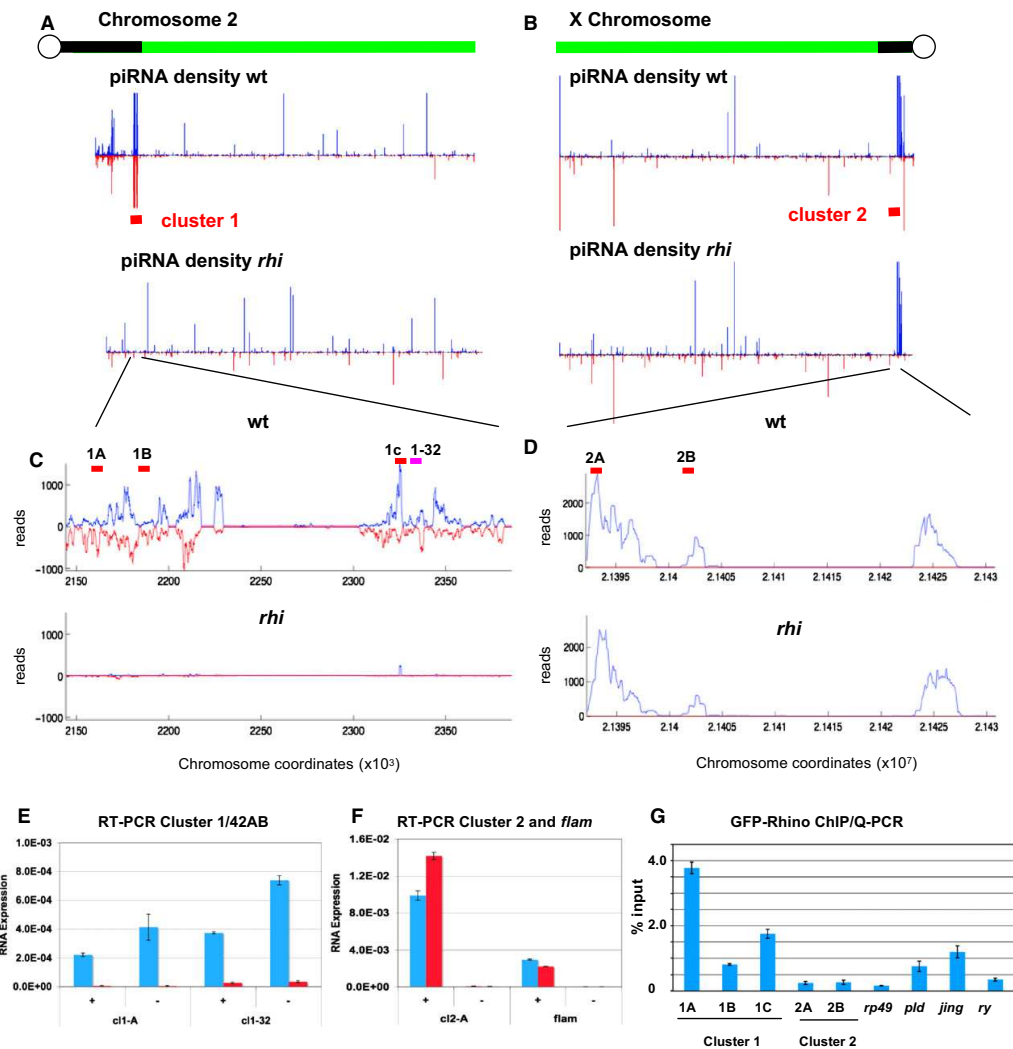 A Chromosome 2
piRNA density wt
cluster 1
piRNA density rhi
B X Chromosome
piRNA density wt
cluster 2
piRNA density rhi
wt
C
1A 1B 1c 1-32
reads
1000
0
−1000
2150 2200 2250 2300 2350
rhi
reads
1000
0
−1000
2150 2200 2250 2300 2350
Chromosome coordinates (x10³)
wt
D
2A 2B
reads
2000
1000
0
2.1395 2.14 2.1405 2.141 2.1415 2.142 2.1425 2.143
rhi
reads
2000
1000
0
2.1395 2.14 2.1405 2.141 2.1415 2.142 2.1425 2.143
Chromosome coordinates (x10⁷)
E RT-PCR Cluster 1/42AB
RNA Expression
1.0E-03
8.0E-04
6.0E-04
4.0E-04
2.0E-04
0.0E+00
+ - + -
cl1-A cl1-32
F RT-PCR Cluster 2 and flam
RNA Expression
1.6E-02
1.2E-02
8.0E-03
4.0E-03
0.0E+00
+ - + -
cl2-A flam
G GFP-Rhino ChIP/Q-PCR
% input
4.0
2.0
0
1A 1B 1C 2A 2B rp49 pld jing ry
Cluster 1 Cluster 2